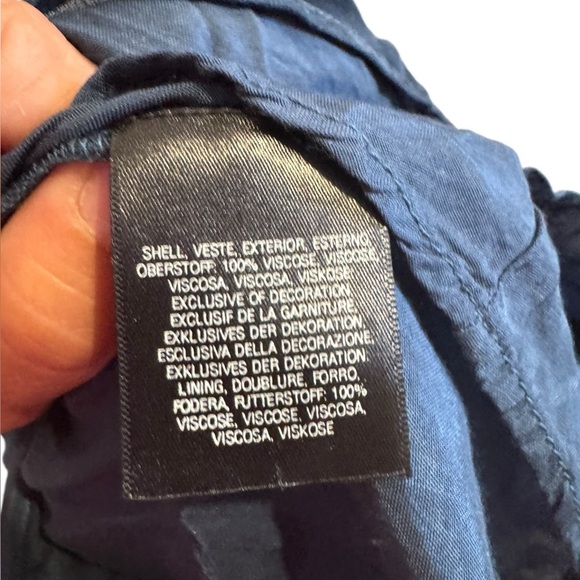 SHELL, VESTE, EXTERIOR, ESTERNO,
OBERSTOFF: 100% VISCOSE, VISCOSE,
VISCOSA, VISCOSA, VISKOSE
EXCLUSIVE OF DECORATION.
EXCLUSIF DE LA GARNITURE
EXKLUSIVES DER DEKORATION.
ESCLUSIVA DELLA DECORAZIONE.
EXKLUSIVES DER DEKORATION.
LINING, DOUBLURE, FORRO,
FODERA, FUTTERSTOFF: 100%
VISCOSE, VISCOSE, VISCOSA,
VISCOSA, VISKOSE